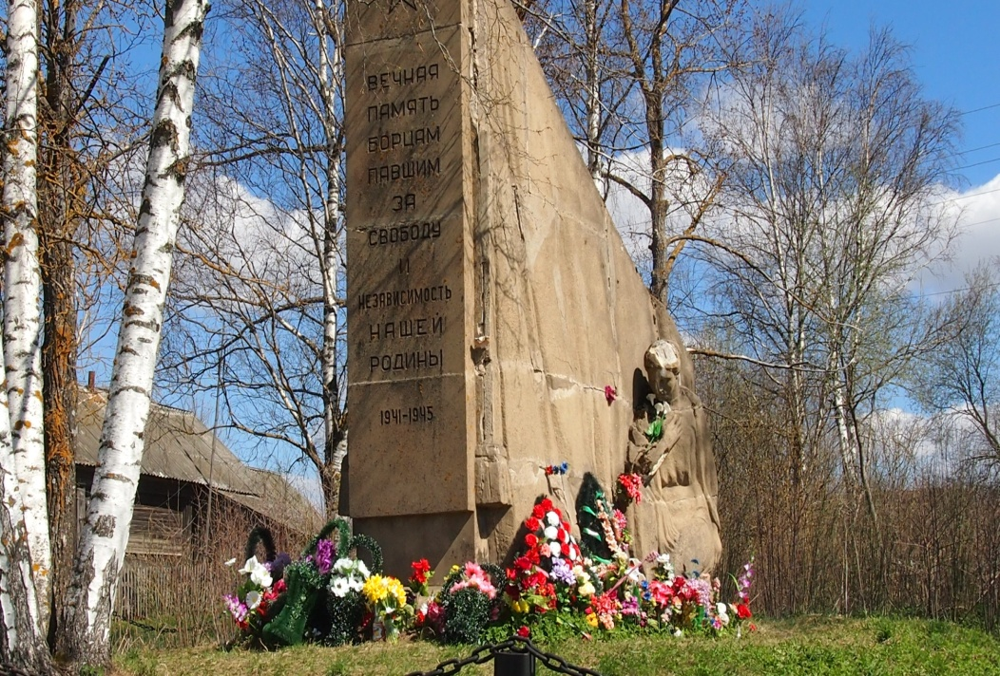 ВЕЧНАЯ
ПАМЯТЬ
БОРЦАМ
ПАВШИМ
ЗА
СВОБОДУ
И
НЕЗАВИСИМОСТЬ
НАШЕЙ
РОДИНЫ
1941-1945